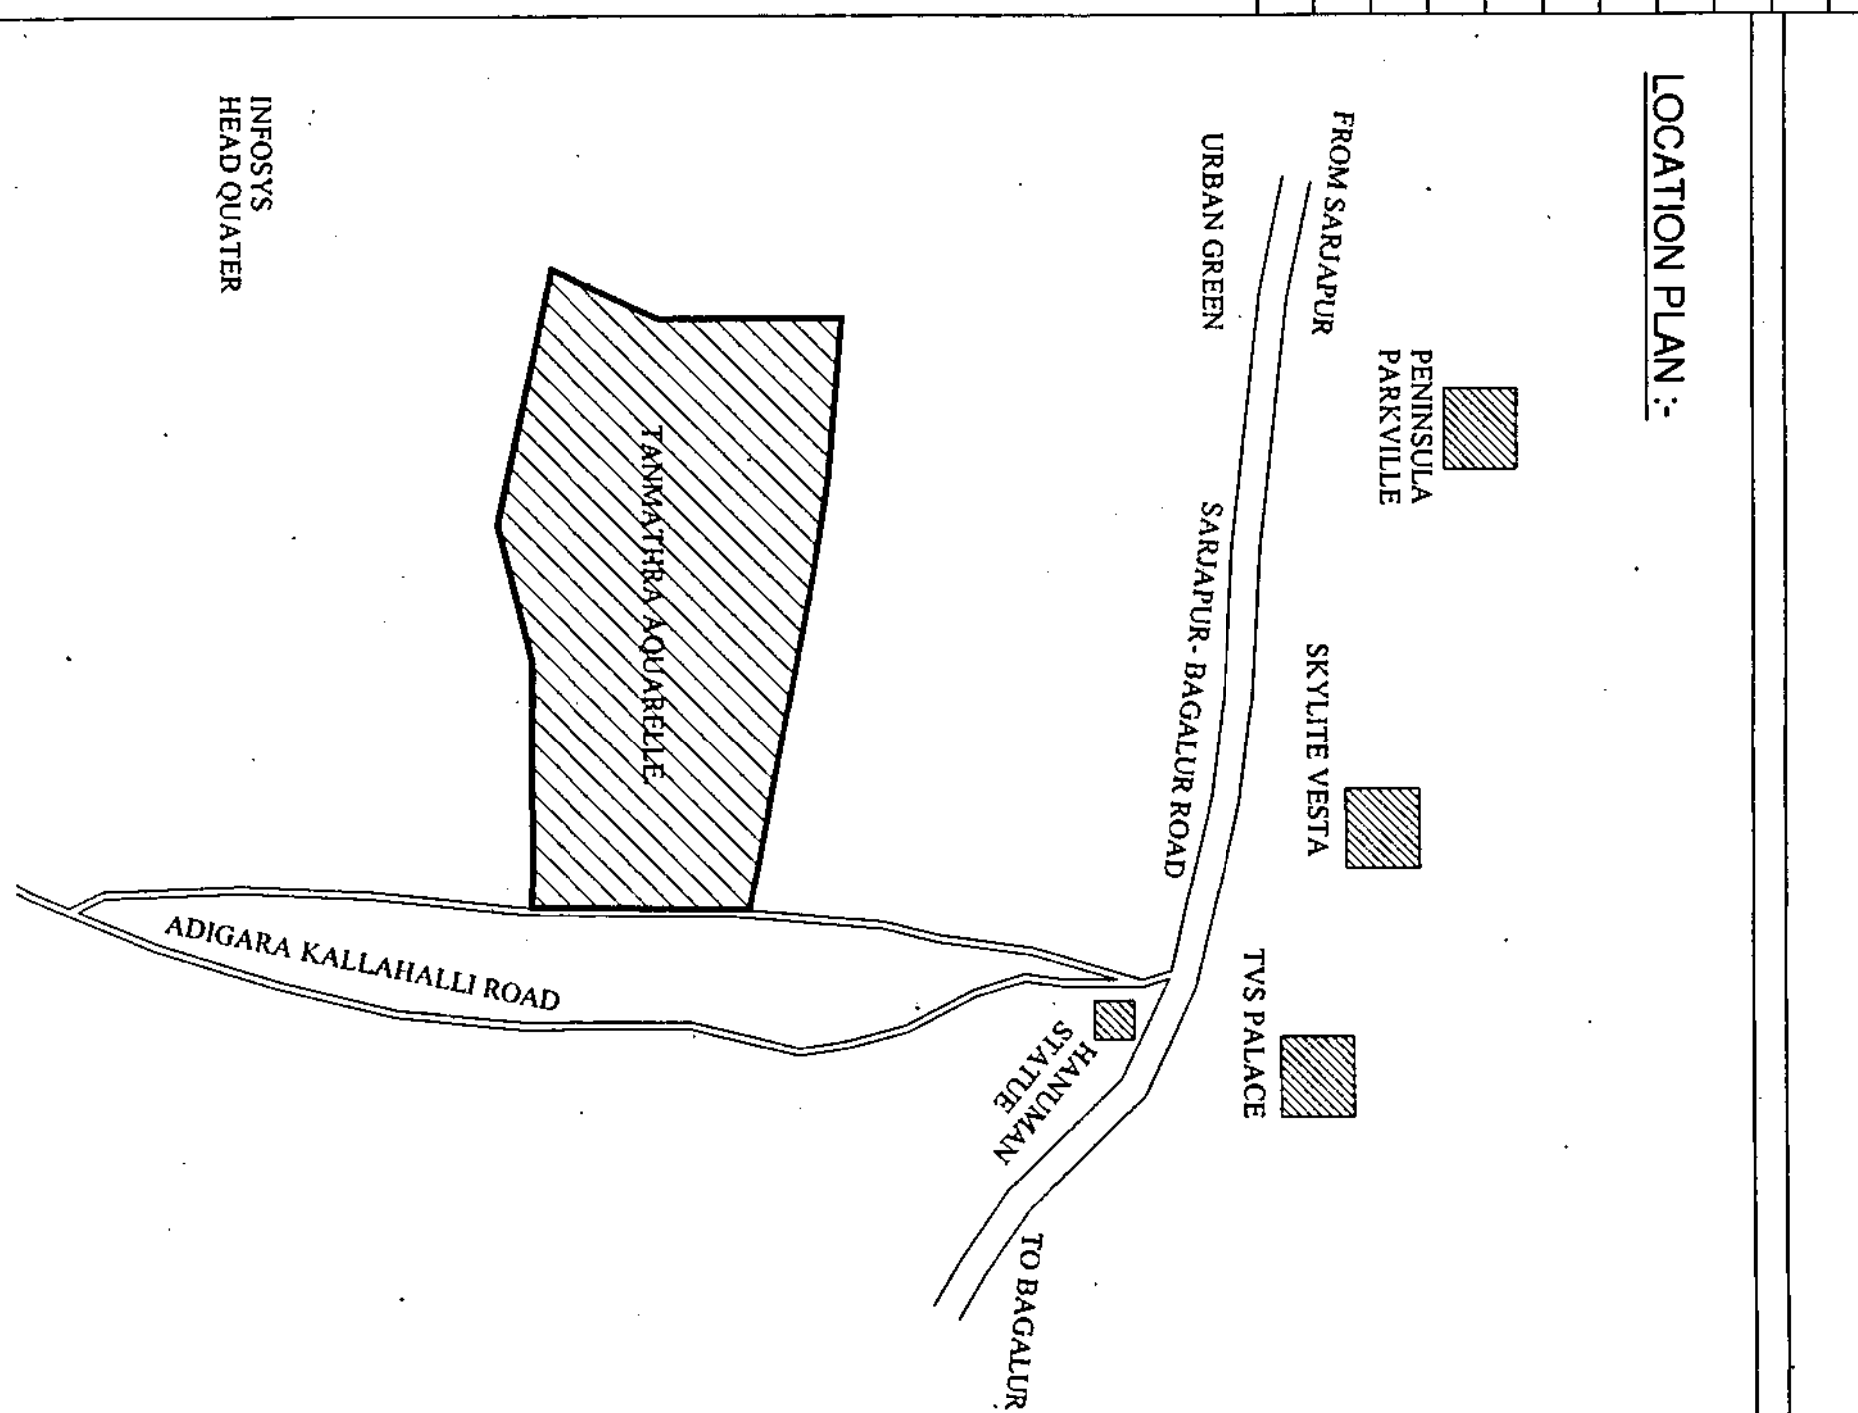 LOCATION PLAN :-
PENINSULA
PARKVILLE
FROM SARJAPUR
SKYLITE VESTA
TVS PALACE
URBAN GREEN
SARJAPUR - BAGALUR ROAD
HANUMAN
STATUE
TO BAGALUR
TANMATHRA AQUARELLE
ADIGARA KALLAHALLI ROAD
INFOSYS
HEAD QUATER